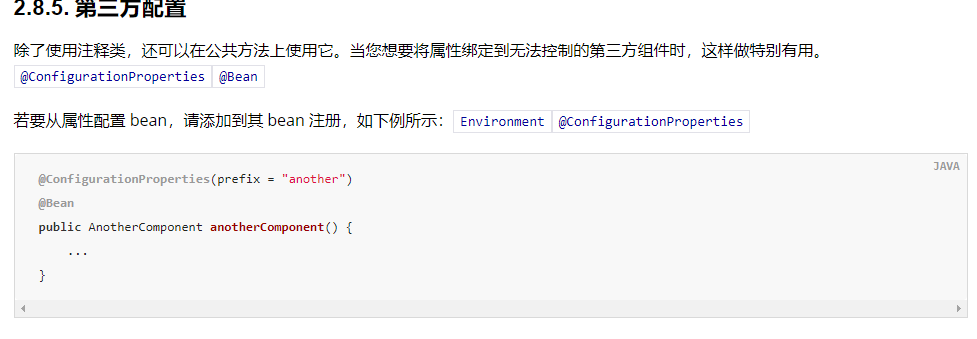 2.8.5. 第三方配置
除了使用注释类，还可以在公共方法上使用它。当您想要将属性绑定到无法控制的第三方组件时，这样做特别有用。
@ConfigurationProperties @Bean
若要从属性配置 bean，请添加到其 bean 注册，如下例所示： Environment @ConfigurationProperties
JAVA
@ConfigurationProperties(prefix = "another")
@Bean
public AnotherComponent anotherComponent() {
    ...
}